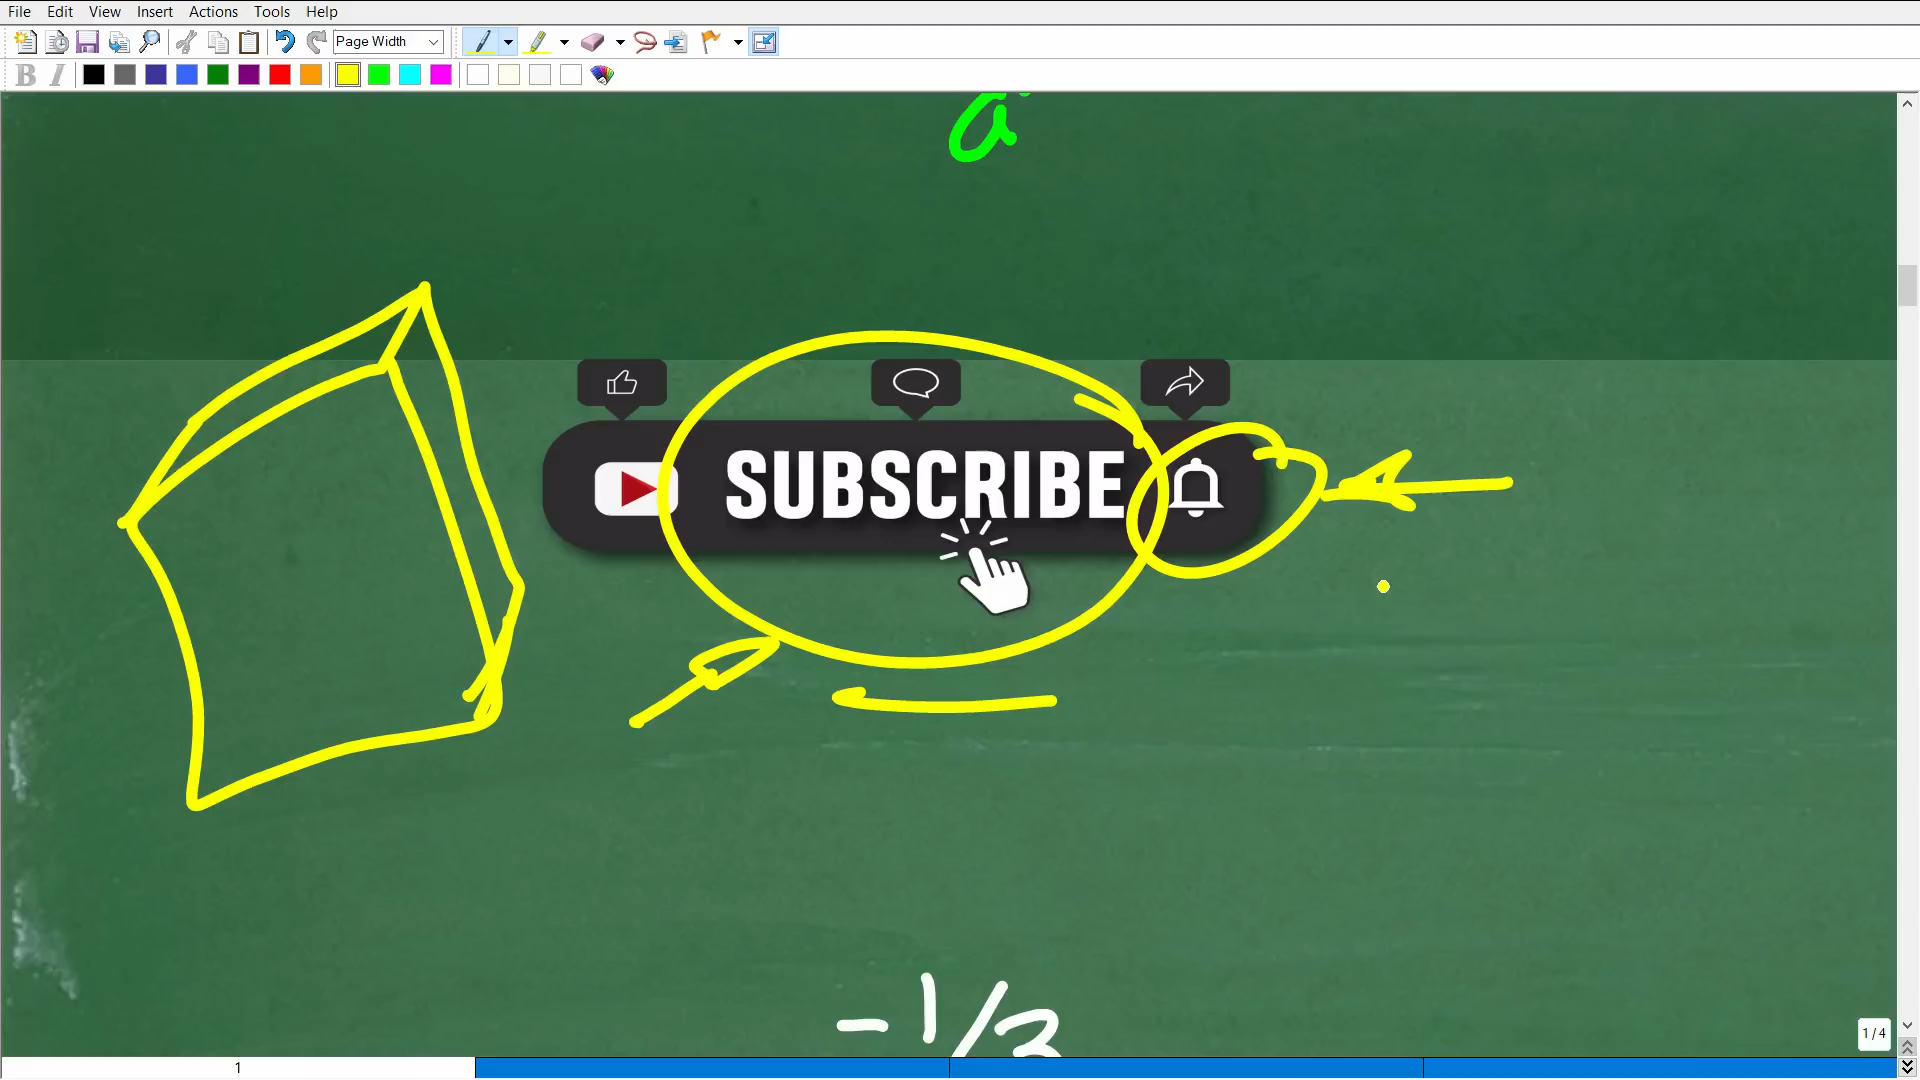 File Edit View Insert Actions Tools Help
Page Width
B I
a
SUBSCRIBE
-1/3
1 / 4
1